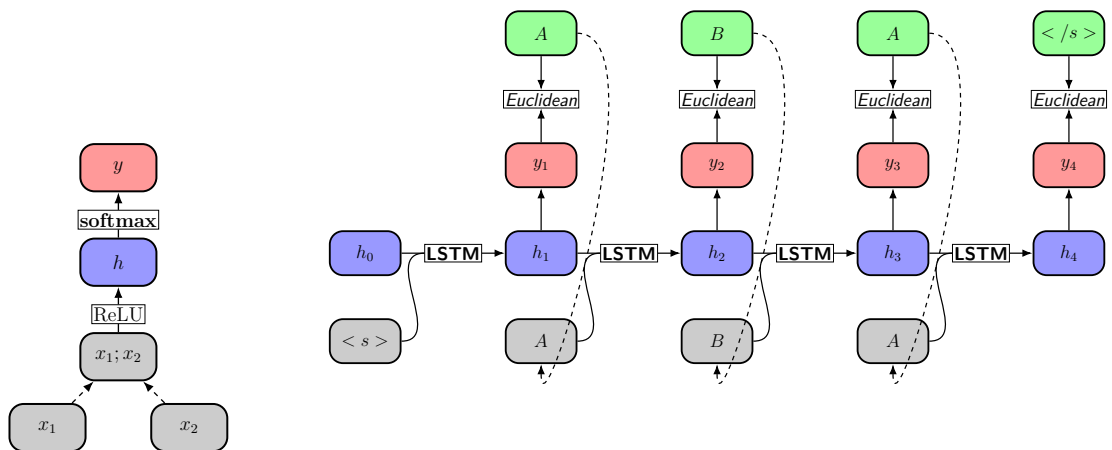 A B A < /s >
Euclidean Euclidean Euclidean Euclidean
y y₁ y₂ y₃ y₄
softmax
h h₀ LSTM h₁ LSTM h₂ LSTM h₃ LSTM h₄
ReLU
x₁; x₂ < s > A B A
x₁ x₂